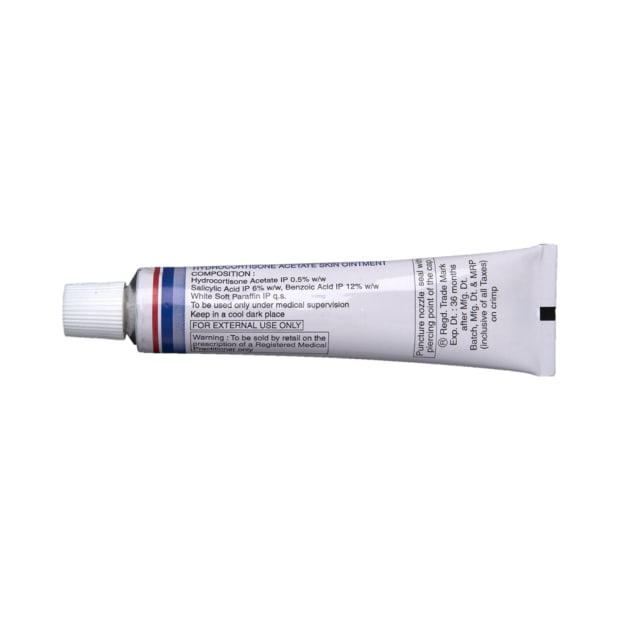 HYDROCORTISONE ACETATE SKIN OINTMENT
COMPOSITION :
Hydrocortisone Acetate IP 0.5% w/w
Salicylic Acid IP 6% w/w, Benzoic Acid IP 12% w/w
White Soft Paraffin IP q.s.
To be used only under medical supervision
Keep in a cool dark place
FOR EXTERNAL USE ONLY
Warning : To be sold by retail on the
prescription of a Registered Medical
Practitioner only
Puncture nozzle seal with
piercing point of the cap
® Regd. Trade Mark
Exp. Dt. : 36 months
after Mfg. Dt.
Batch, Mfg. Dt. & MRP
(inclusive of all Taxes)
on crimp